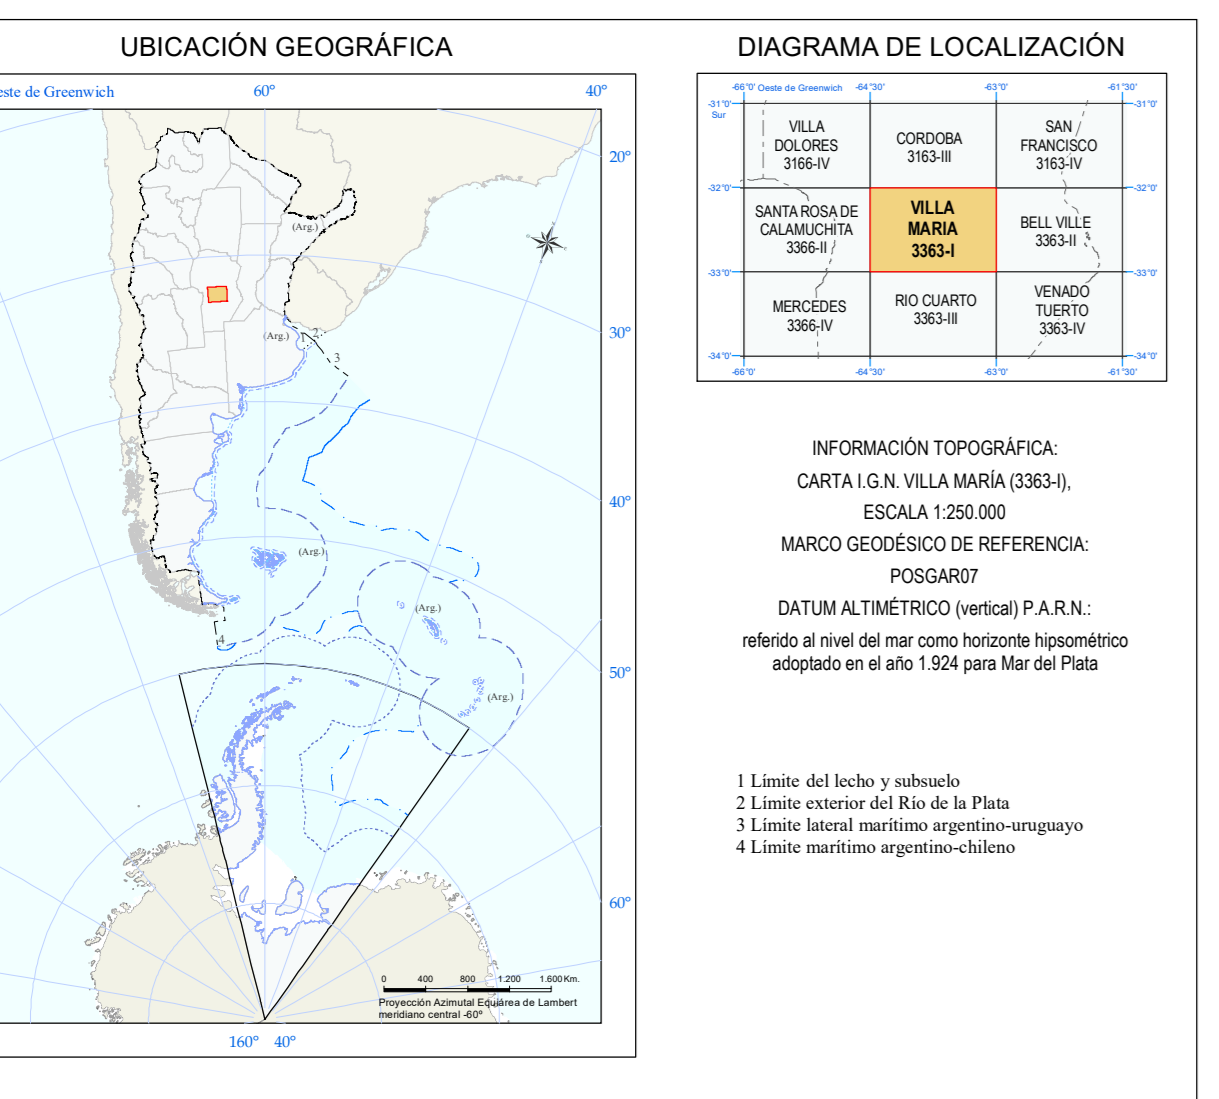 UBICACIÓN GEOGRÁFICA
este de Greenwich
60°
40°
20°
(Arg.)
30°
(Arg.)
1
2
3
40°
(Arg.)
(Arg.)
4
50°
(Arg.)
60°
0 400 800 1.200 1.600 Km.
Proyección Azimutal Equiárea de Lambert
meridiano central -60º
160° 40°
DIAGRAMA DE LOCALIZACIÓN
-66°0' Oeste de Greenwich -64°30' -63°0' -61°30'
-31°0' -31°0'
Sur
VILLA
DOLORES
3166-IV
CORDOBA
3163-III
SAN
FRANCISCO
3163-IV
-32°0' -32°0'
SANTA ROSA DE
CALAMUCHITA
3366-II
VILLA
MARIA
3363-I
BELL VILLE
3363-II
-33°0' -33°0'
MERCEDES
3366-IV
RIO CUARTO
3363-III
VENADO
TUERTO
3363-IV
-34°0' -34°0'
-66°0' -64°30' -63°0' -61°30'
INFORMACIÓN TOPOGRÁFICA:
CARTA I.G.N. VILLA MARÍA (3363-I),
ESCALA 1:250.000
MARCO GEODÉSICO DE REFERENCIA:
POSGAR07
DATUM ALTIMÉTRICO (vertical) P.A.R.N.:
referido al nivel del mar como horizonte hipsométrico
adoptado en el año 1.924 para Mar del Plata
1 Límite del lecho y subsuelo
2 Límite exterior del Río de la Plata
3 Límite lateral marítimo argentino-uruguayo
4 Límite marítimo argentino-chileno